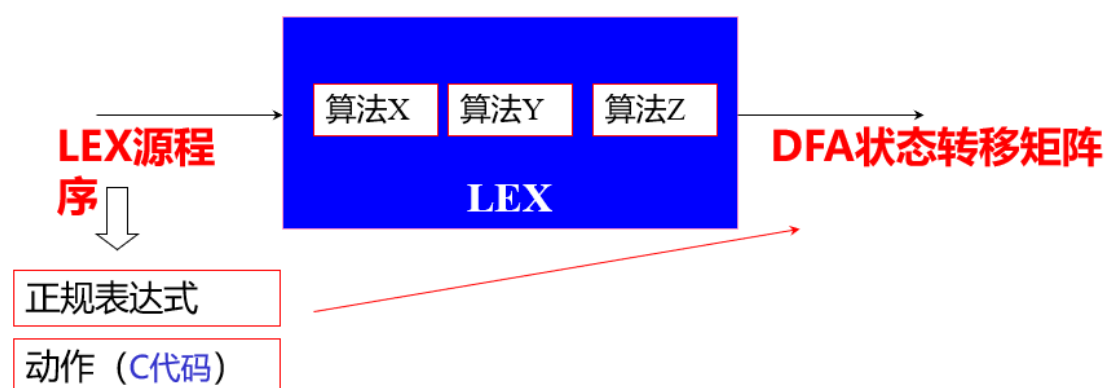 算法X 算法Y 算法Z
LEX源程
序
DFA状态转移矩阵
LEX
正规表达式
动作（C代码）